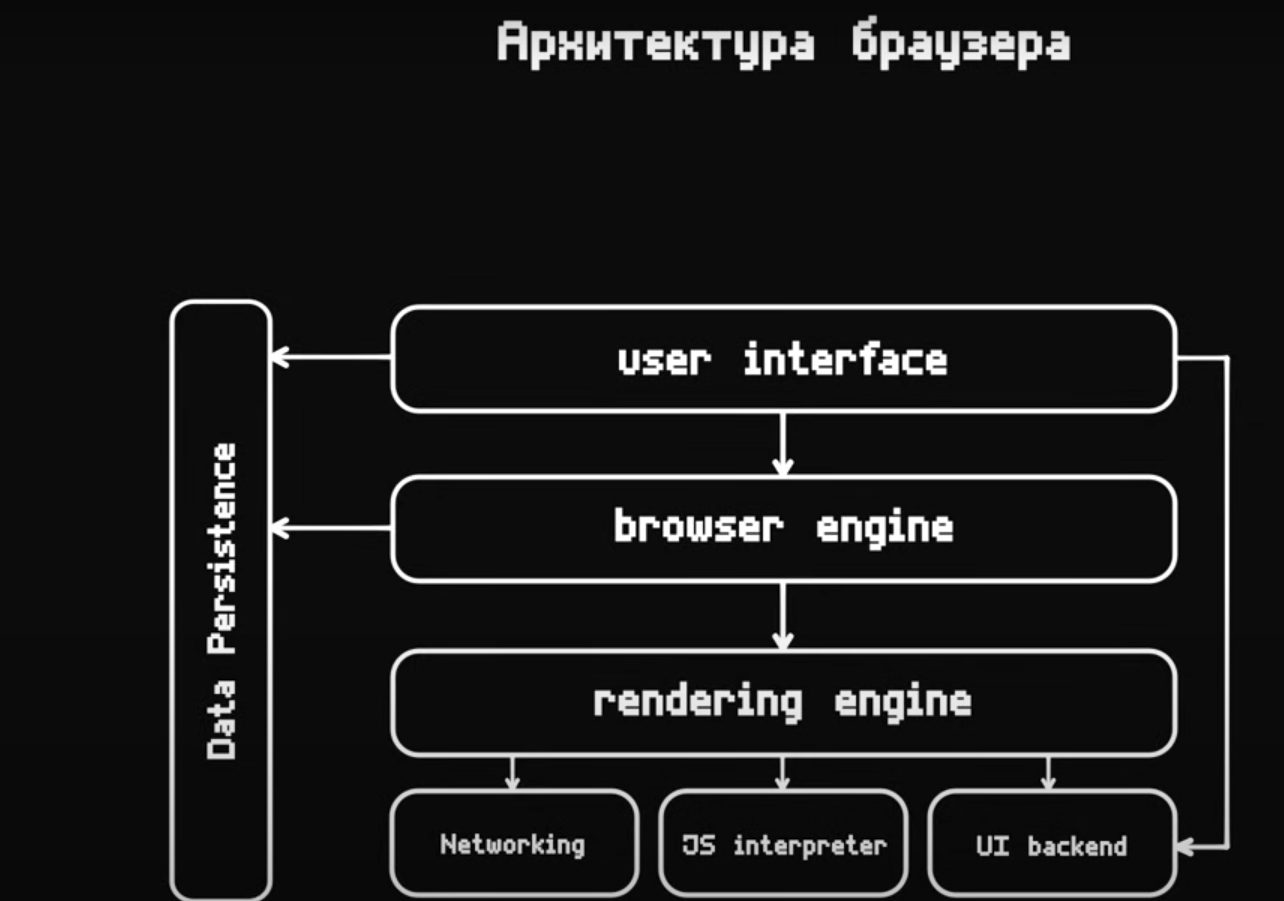 Архитектура браузера
user interface
Data Persistence
browser engine
rendering engine
Networking
JS interpreter
UI backend